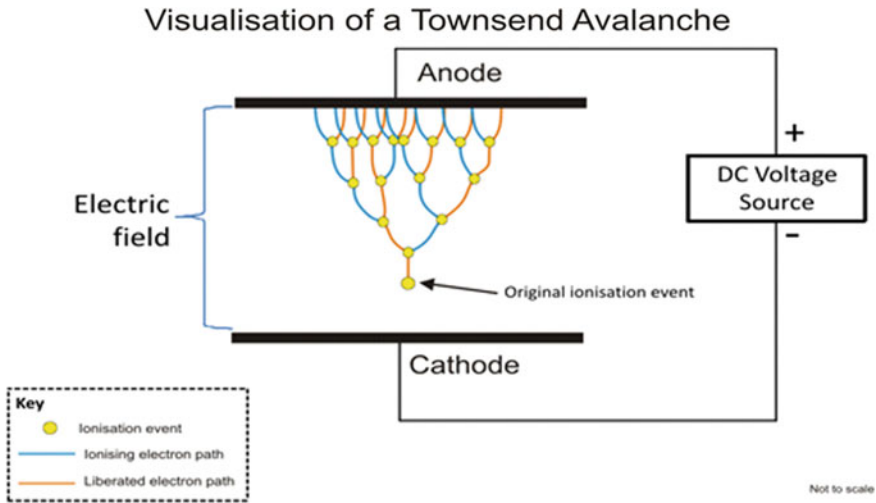 Visualisation of a Townsend Avalanche
Anode
+
DC Voltage
Source
-
Electric
field
Original ionisation event
Cathode
Key
Ionisation event
Ionising electron path
Liberated electron path
Not to scale